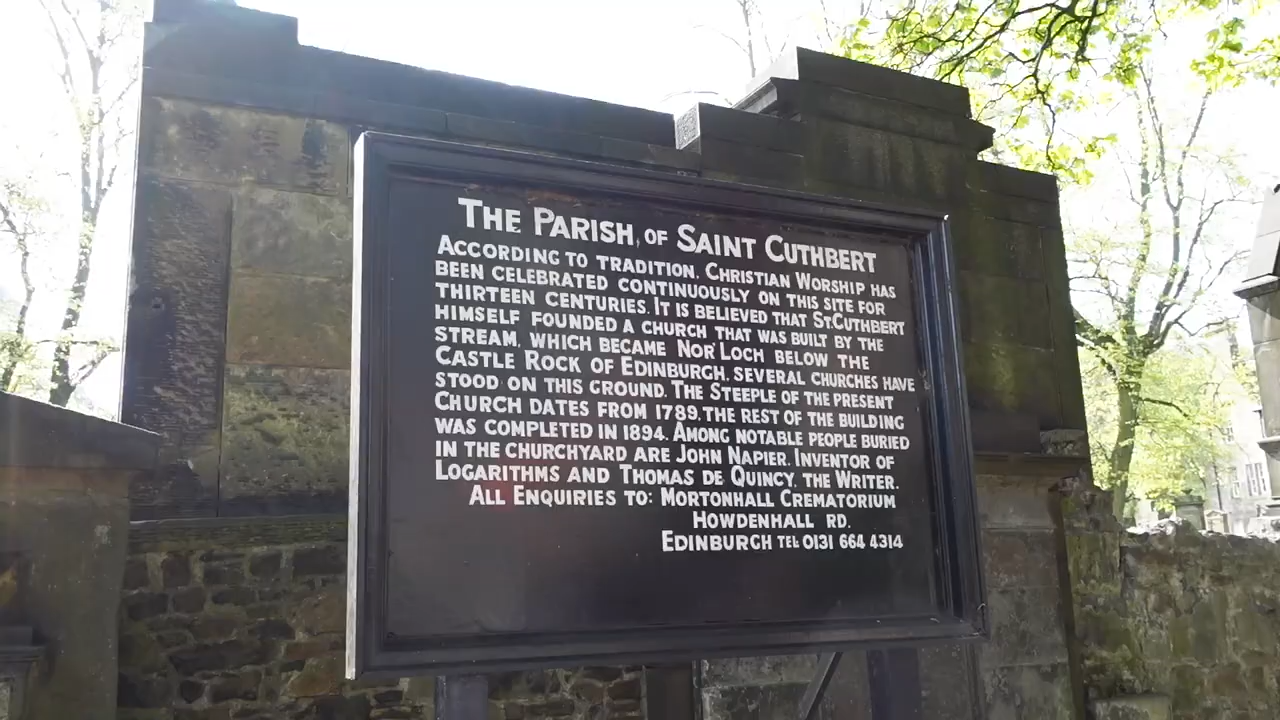 THE PARISH, OF SAINT CUTHBERT
ACCORDING TO TRADITION, CHRISTIAN WORSHIP HAS
BEEN CELEBRATED CONTINUOUSLY ON THIS SITE FOR
THIRTEEN CENTURIES. IT IS BELIEVED THAT ST. CUTHBERT
HIMSELF FOUNDED A CHURCH THAT WAS BUILT BY THE
STREAM, WHICH BECAME NOR' LOCH BELOW THE
CASTLE ROCK OF EDINBURGH. SEVERAL CHURCHES HAVE
STOOD ON THIS GROUND. THE STEEPLE OF THE PRESENT
CHURCH DATES FROM 1789. THE REST OF THE BUILDING
WAS COMPLETED IN 1894. AMONG NOTABLE PEOPLE BURIED
IN THE CHURCHYARD ARE JOHN NAPIER, INVENTOR OF
LOGARITHMS AND THOMAS DE QUINCY, THE WRITER.
ALL ENQUIRIES TO: MORTONHALL CREMATORIUM
HOWDENHALL RD.
EDINBURGH TEL: 0131 664 4314